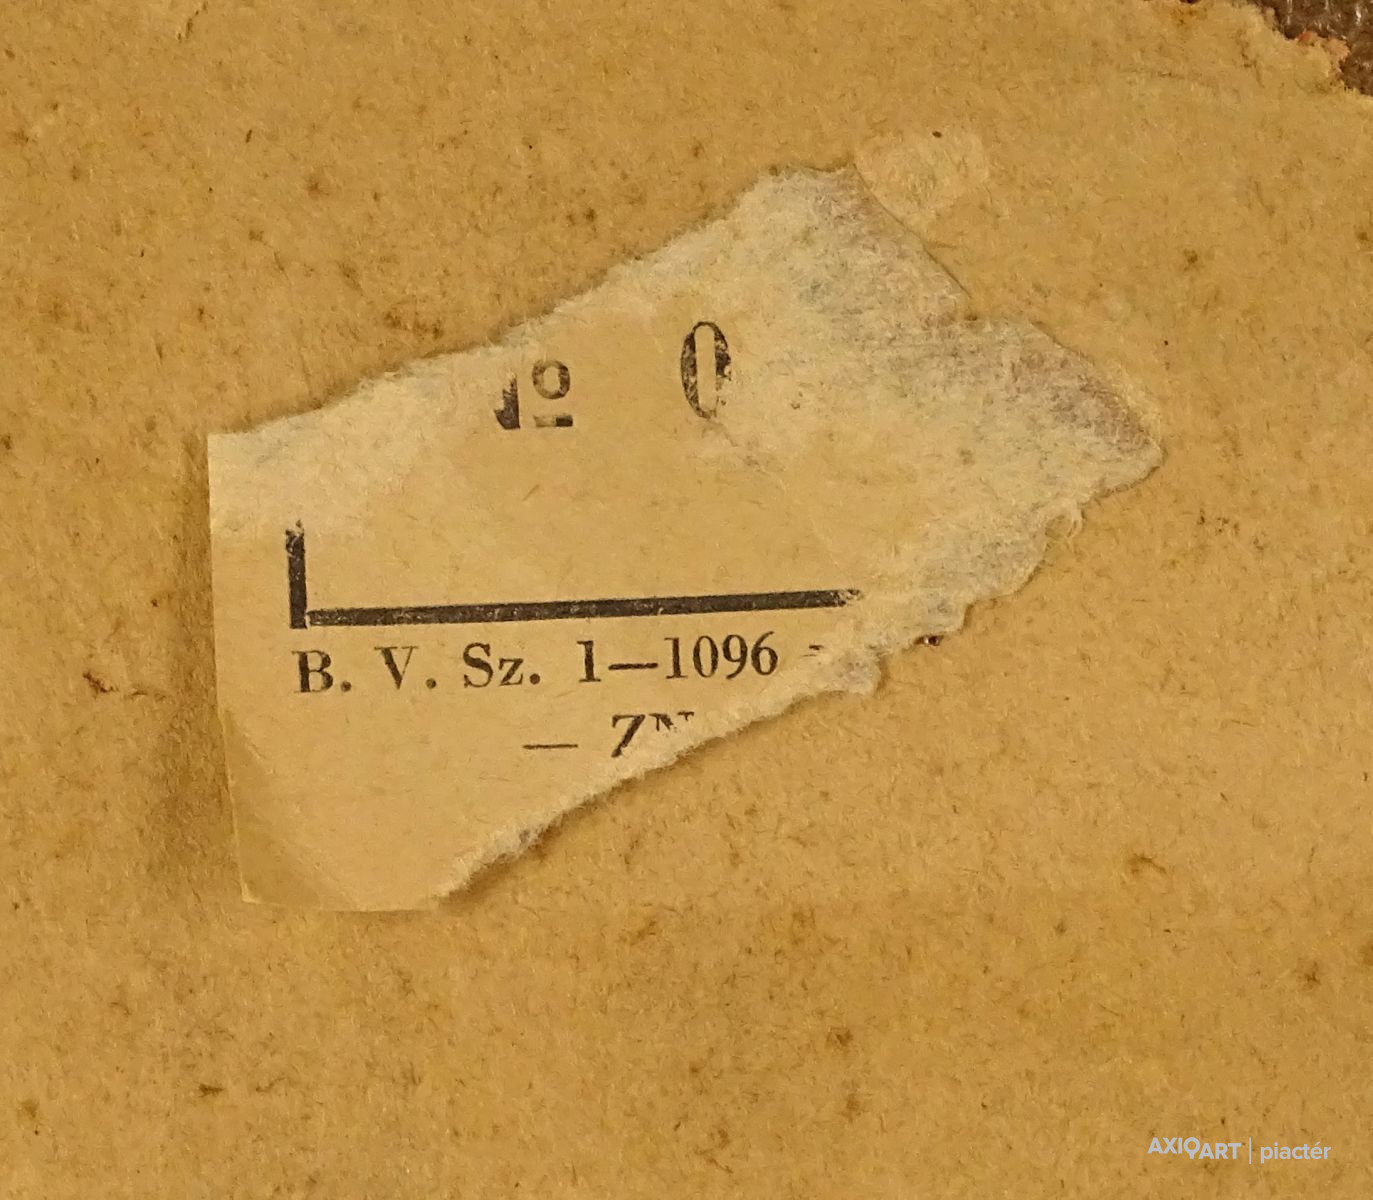 № 0
B. V. Sz. 1—1096
—
AXIOART | piactér